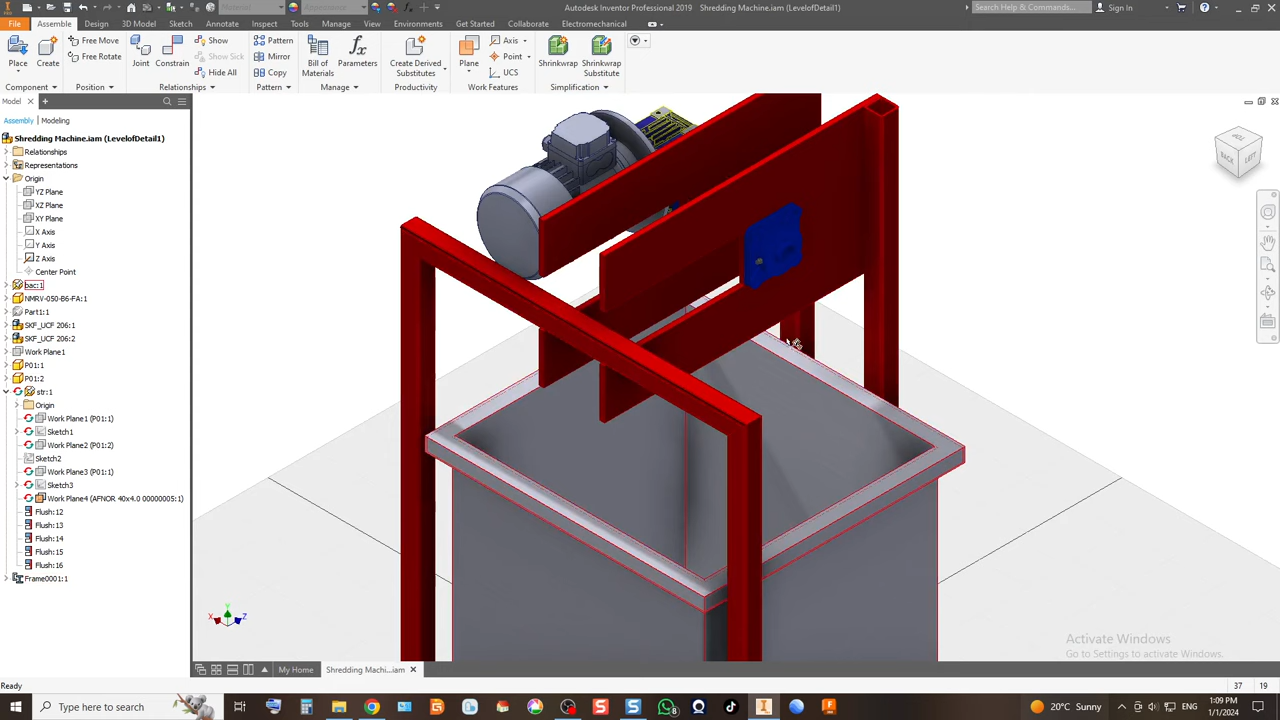 Autodesk Inventor Professional 2019 Shredding Machine.iam (LevelofDetail1)
Search Help & Commands...
Sign In
File Assemble Design 3D Model Sketch Annotate Inspect Tools Manage View Environments Get Started Collaborate Electromechanical
Place Create Free Move Free Rotate Joint Constrain Show Show Sick Hide All Pattern Mirror Copy Bill of Materials Parameters Create Derived Substitutes Plane Axis Point UCS Shrinkwrap Shrinkwrap Substitute
Component Position Relationships Pattern Manage Productivity Work Features Simplification
Model
Assembly Modeling
Shredding Machine.iam (LevelofDetail1)
Relationships
Representations
Origin
YZ Plane
XZ Plane
XY Plane
X Axis
Y Axis
Z Axis
Center Point
bac:1
NMRV-050-B6-FA:1
Part1:1
SKF_UCF 206:1
SKF_UCF 206:2
Work Plane1
P01:1
P01:2
str:1
Origin
Work Plane1 (P01:1)
Sketch1
Work Plane2 (P01:2)
Sketch2
Work Plane3 (P01:1)
Sketch3
Work Plane4 (AFNOR 40x4.0 00000005:1)
Flush:12
Flush:13
Flush:14
Flush:15
Flush:16
Frame0001:1
BACK LEFT
X Y Z
Activate Windows
Go to Settings to activate Windows.
My Home Shredding Machi...iam
Ready 37 19
Type here to search
8
20°C Sunny ENG 1:09 PM
1/1/2024